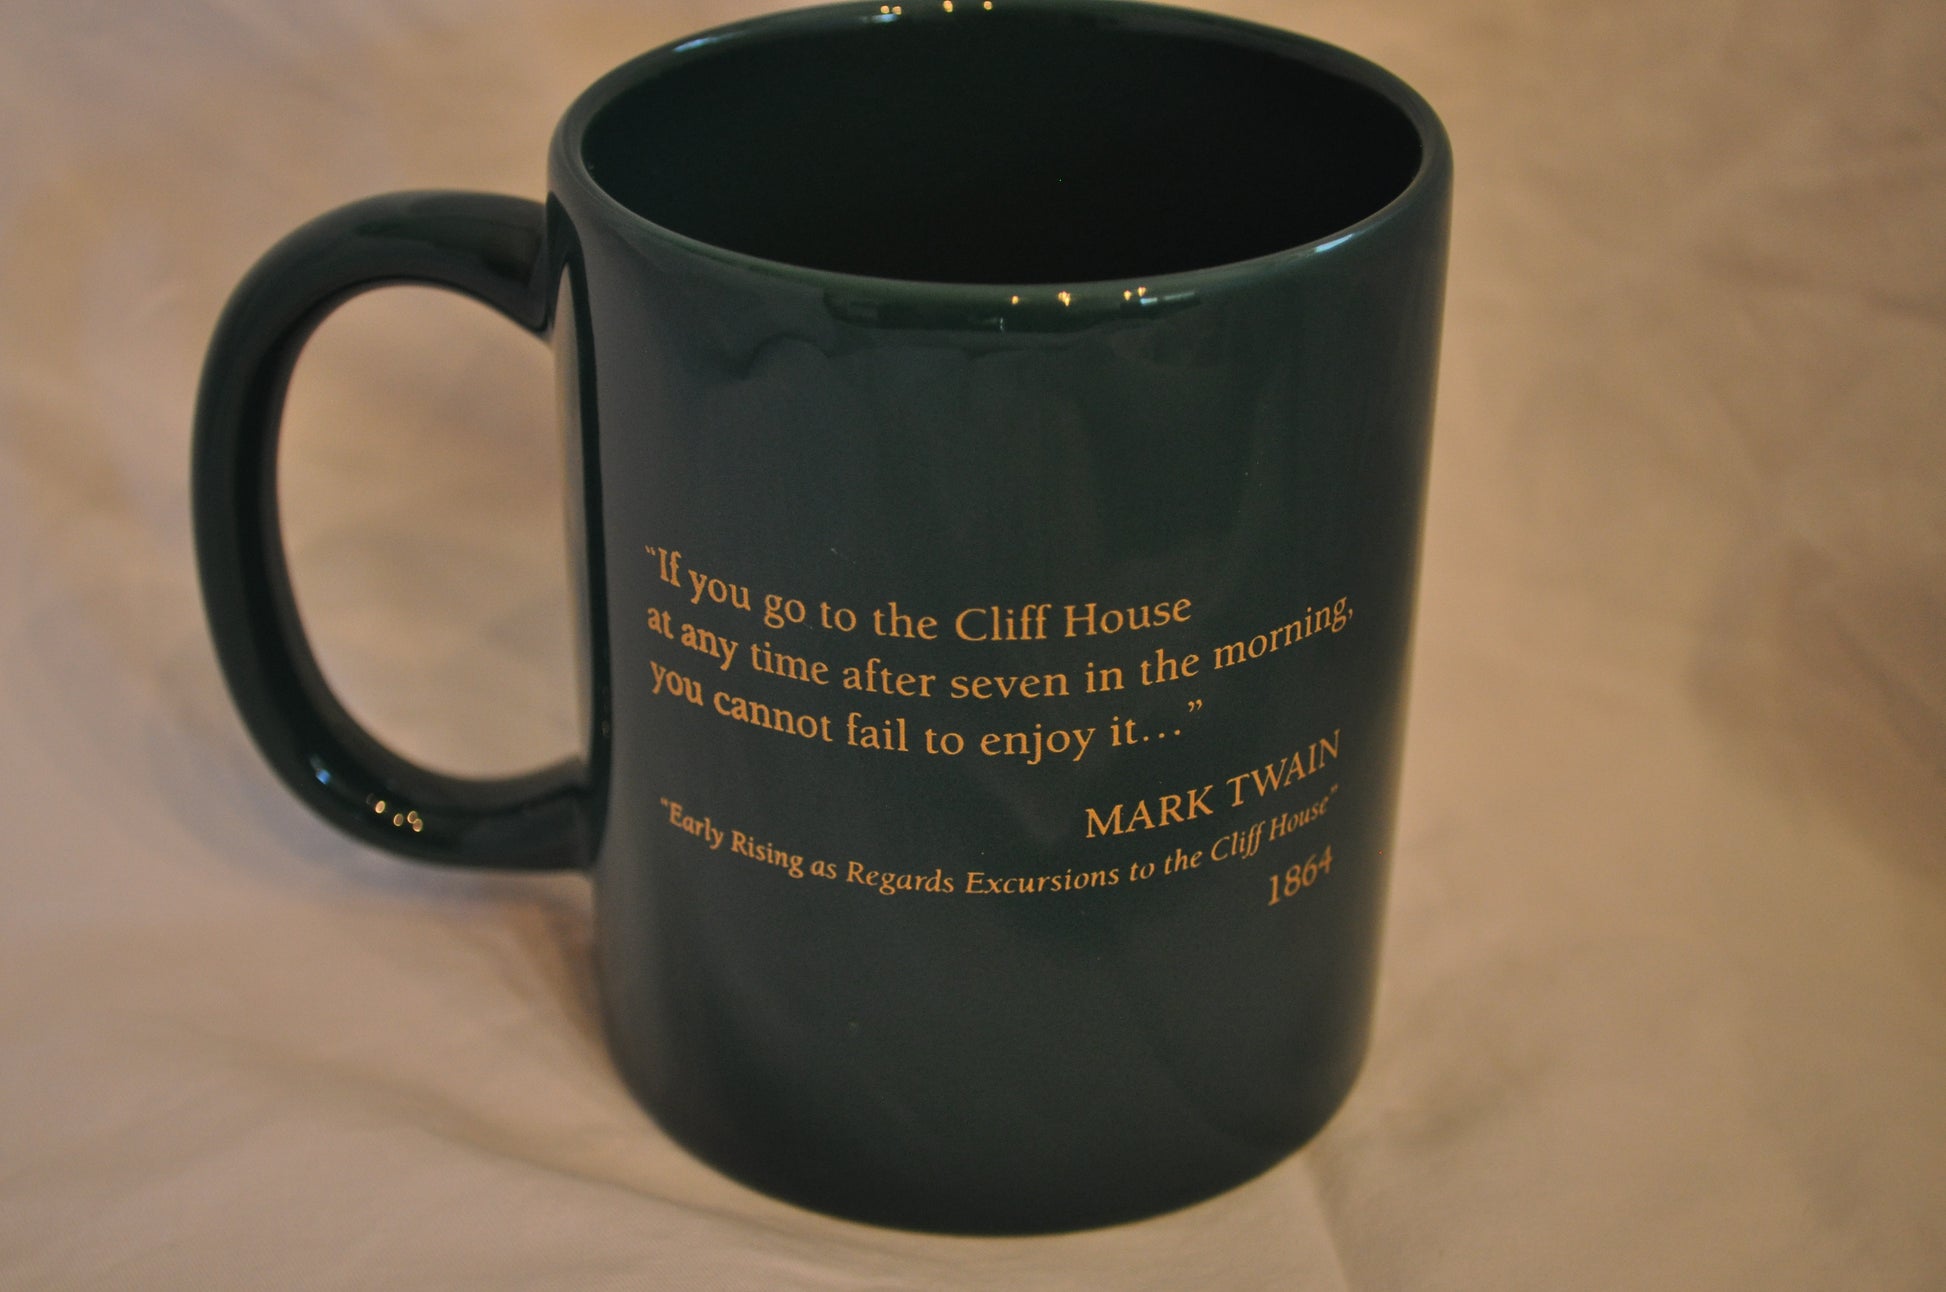 “If you go to the Cliff House
at any time after seven in the morning,
you cannot fail to enjoy it...”
MARK TWAIN
“Early Rising as Regards Excursions to the Cliff House”
1864